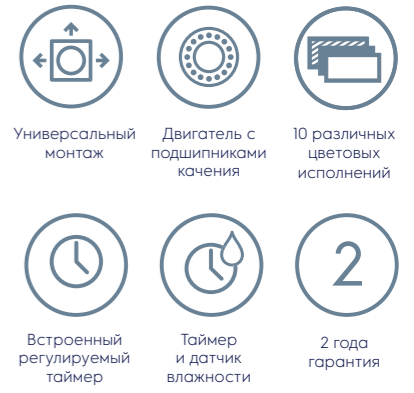 Универсальный
монтаж
Двигатель с
подшипниками
качения
10 различных
цветовых
исполнений
2
Встроенный
регулируемый
таймер
Таймер
и датчик
влажности
2 года
гарантия